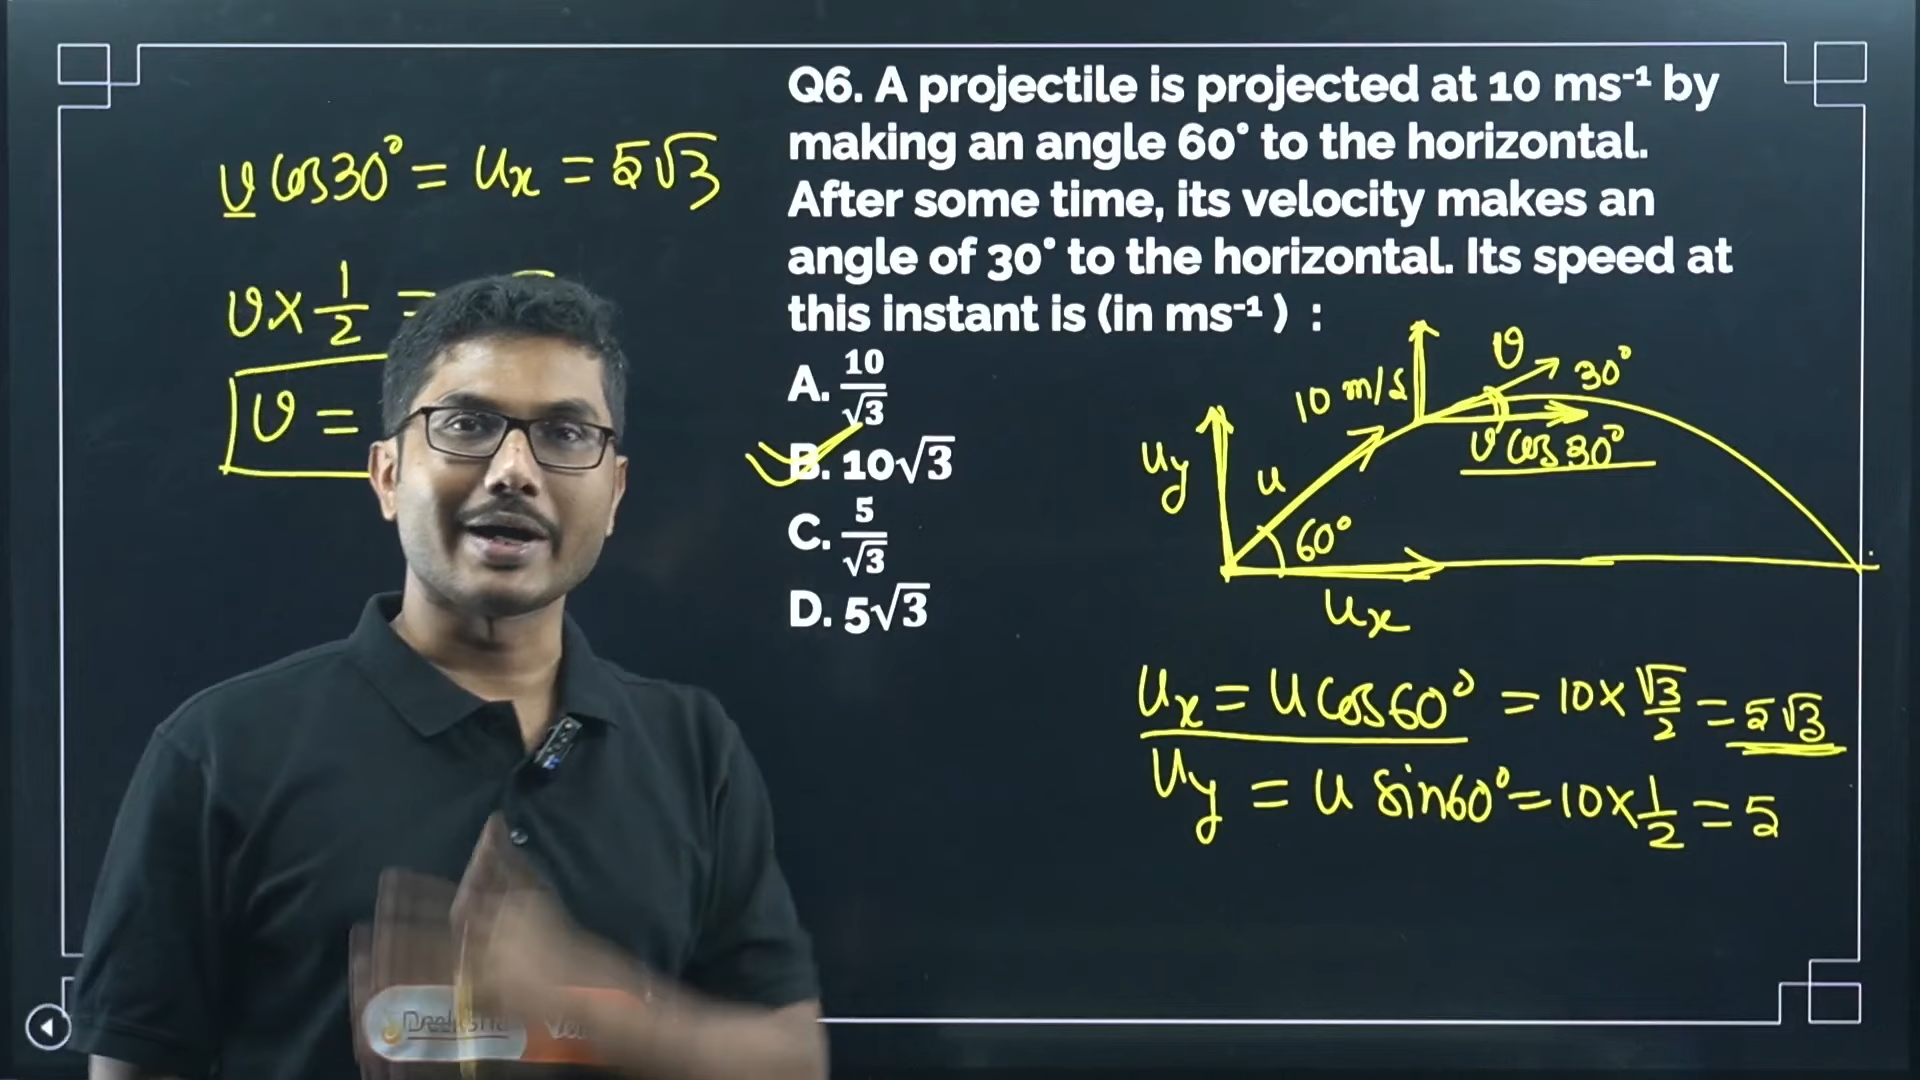 Q6. A projectile is projected at 10 ms⁻¹ by
making an angle 60° to the horizontal.
After some time, its velocity makes an
angle of 30° to the horizontal. Its speed at
this instant is (in ms⁻¹) :
A. 10/√3
B. 10√3
C. 5/√3
D. 5√3
v cos30° = ux = 5√3
v × 1/2 =
v =
10 m/s
v
30°
v cos30°
uy
u
60°
ux
ux = u cos60° = 10 × √3/2 = 5√3
uy = u sin60° = 10 × 1/2 = 5